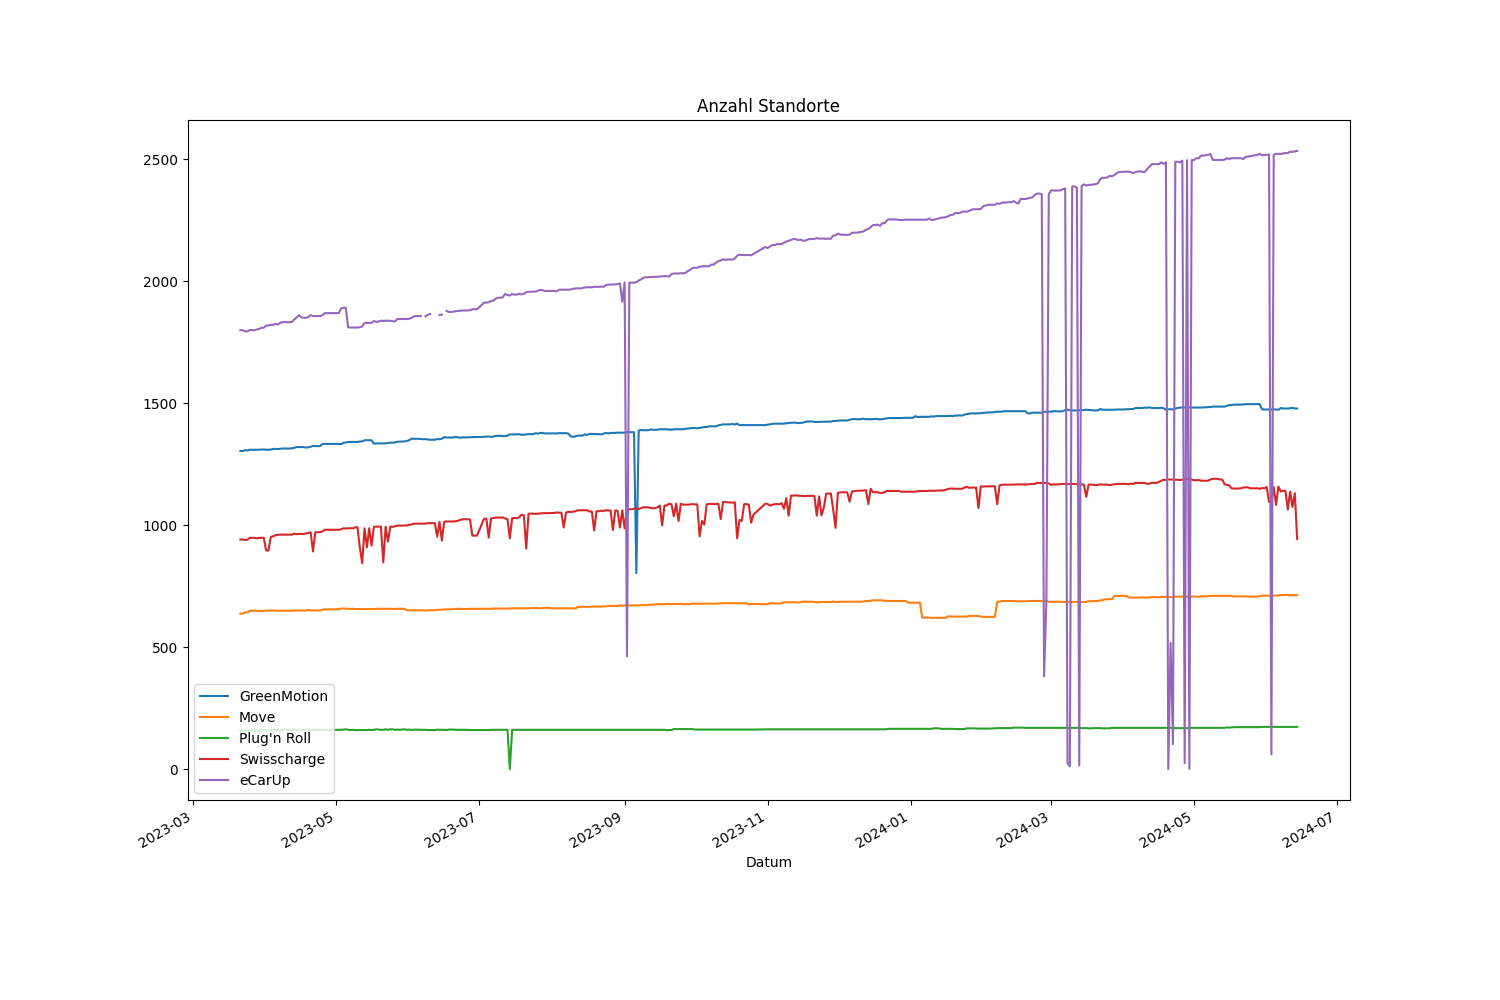 Anzahl Standorte
2500
2000
1500
1000
500
0
GreenMotion
Move
Plug'n Roll
Swisscharge
eCarUp
2023-03
2023-05
2023-07
2023-09
2023-11
2024-01
2024-03
2024-05
2024-07
Datum